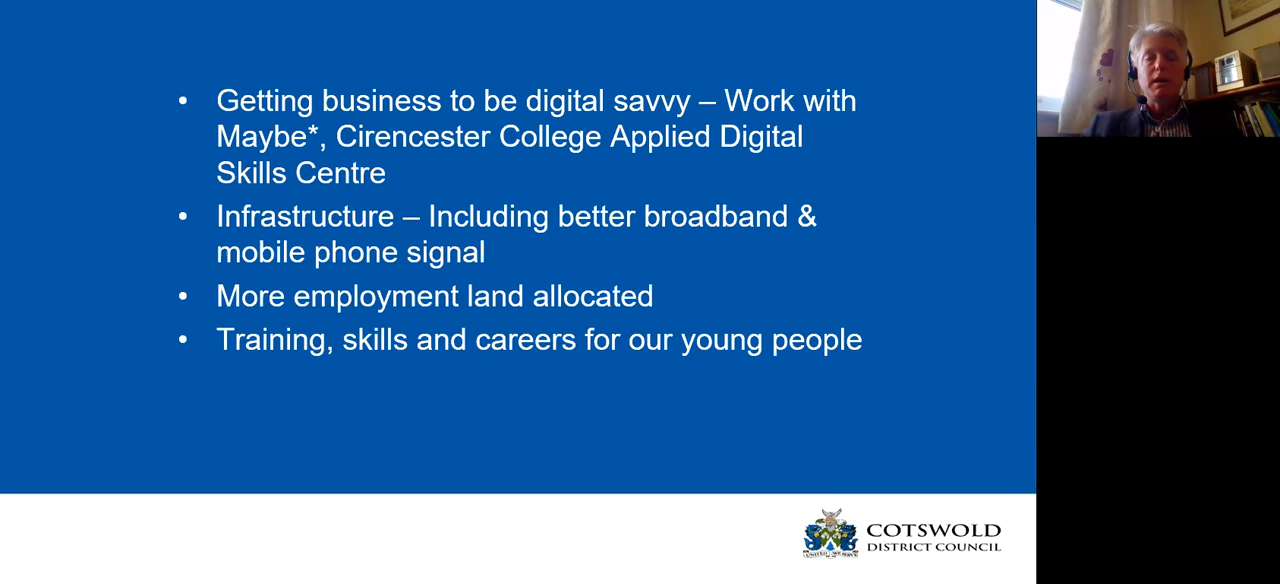 • Getting business to be digital savvy – Work with
Maybe*, Cirencester College Applied Digital
Skills Centre
• Infrastructure – Including better broadband &
mobile phone signal
• More employment land allocated
• Training, skills and careers for our young people
COTSWOLD
DISTRICT COUNCIL